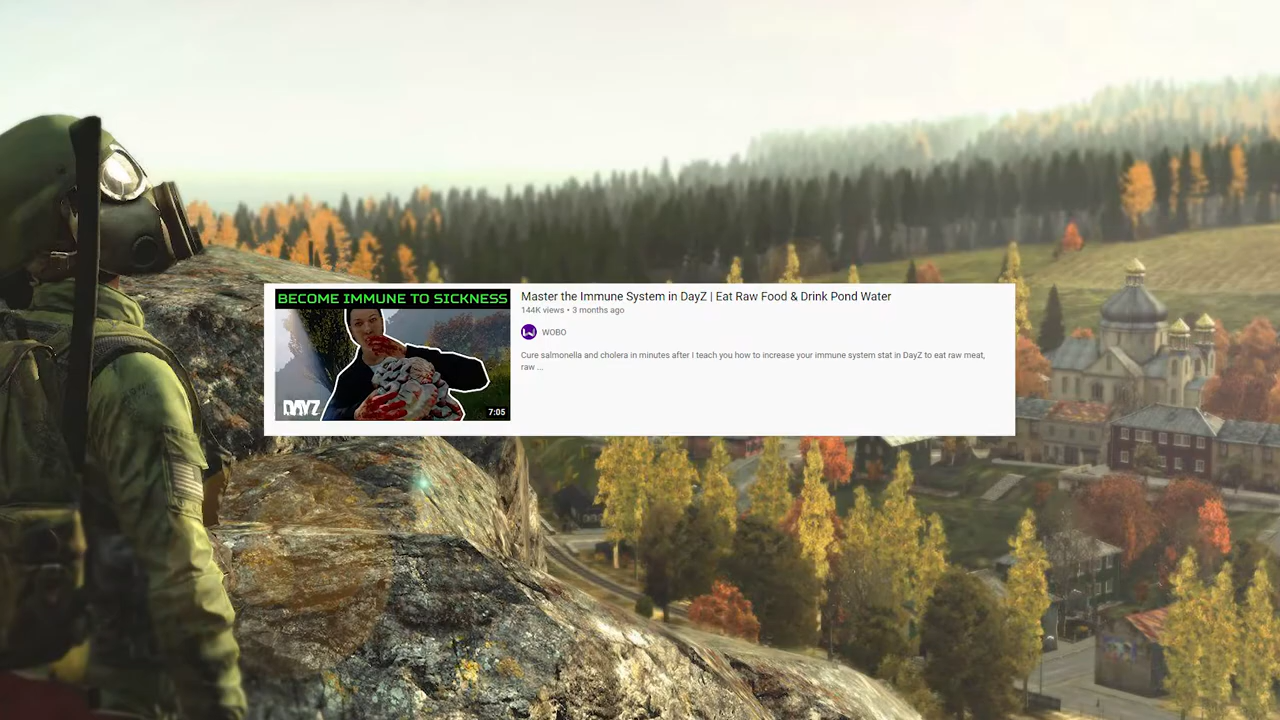 BECOME IMMUNE TO SICKNESS
DAYZ
7:05
Master the Immune System in DayZ | Eat Raw Food & Drink Pond Water
144K views • 3 months ago
WOBO
Cure salmonella and cholera in minutes after I teach you how to increase your immune system stat in DayZ to eat raw meat,
raw ...